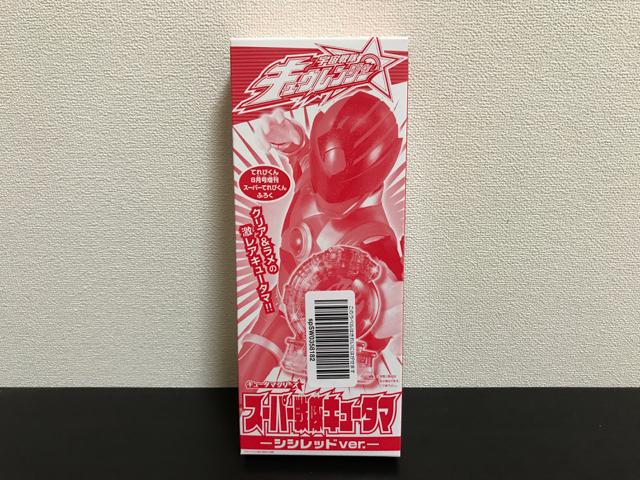 宇宙戦隊
キュウレンジャー
てれびくん
8月号増刊
スーパーてれびくん
ふろく
クリア&ラメの
激レアキュータマ!!
spSW0358182
キュータマシリーズ
スーパー戦隊キュータマ
―シシレッドver.―